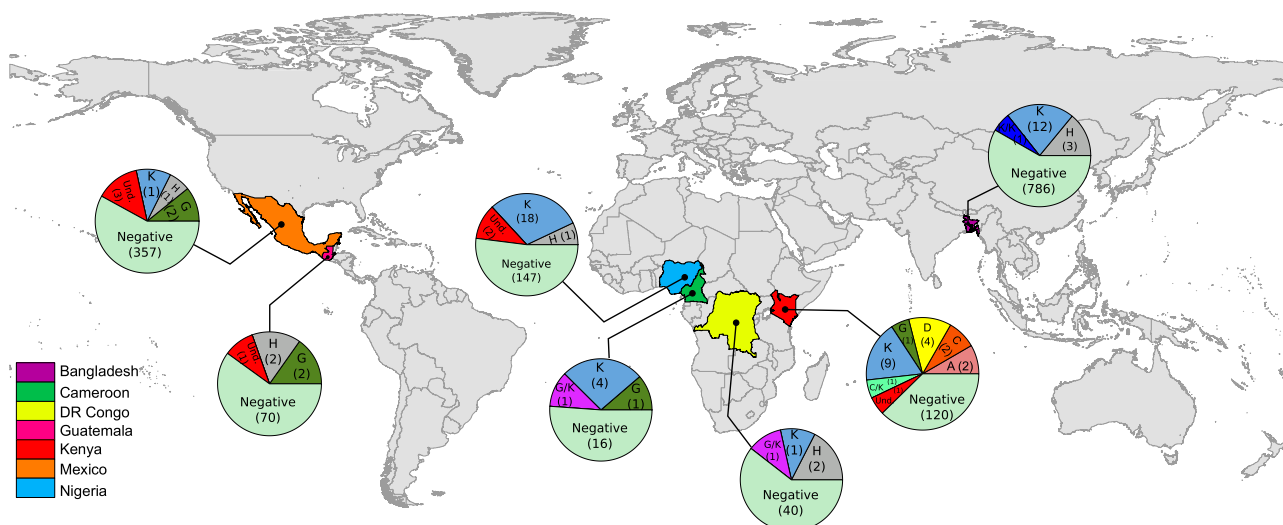 K
(12)
H
(3)
Negative
(786)
Und.
(3)
K
(1)
H
(1)
G
(2)
Negative
(357)
K
(18)
Und
(2)
H (1)
Negative
(147)
Und
(1)
H
(2)
G
(2)
Negative
(70)
K
(4)
G/K
(1)
G
(1)
Negative
(16)
G/K
(1)
K
(1)
H
(2)
Negative
(40)
G
(1)
D
(4)
C
(2)
K
(9)
A (2)
C/K (1)
Und
Negative
(120)
Bangladesh
Cameroon
DR Congo
Guatemala
Kenya
Mexico
Nigeria